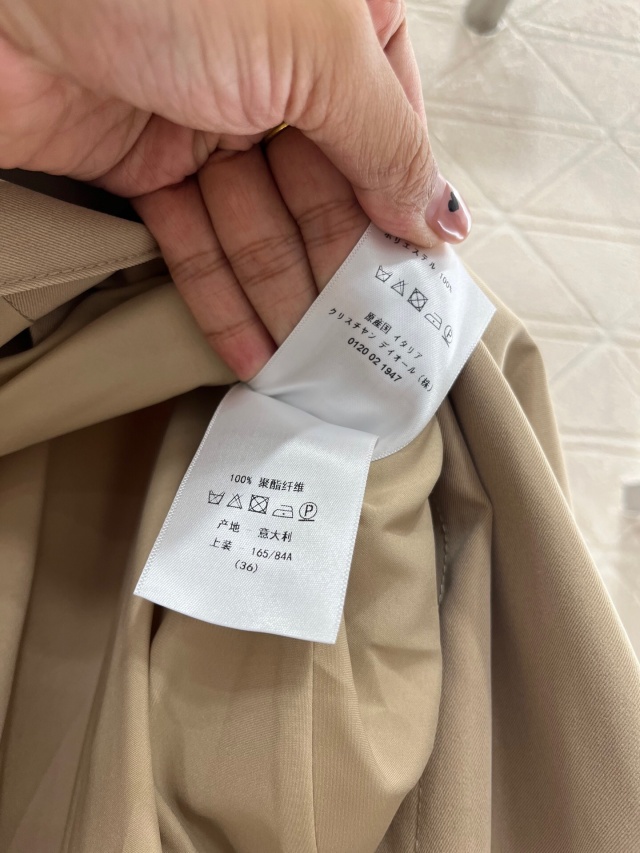 ポリエステル 100%
原産国 イタリア
クリスチャン ディオール (株)
0120 02 1947
100% 聚酯纤维
P
产地 意大利
上装 165/84A
(36)